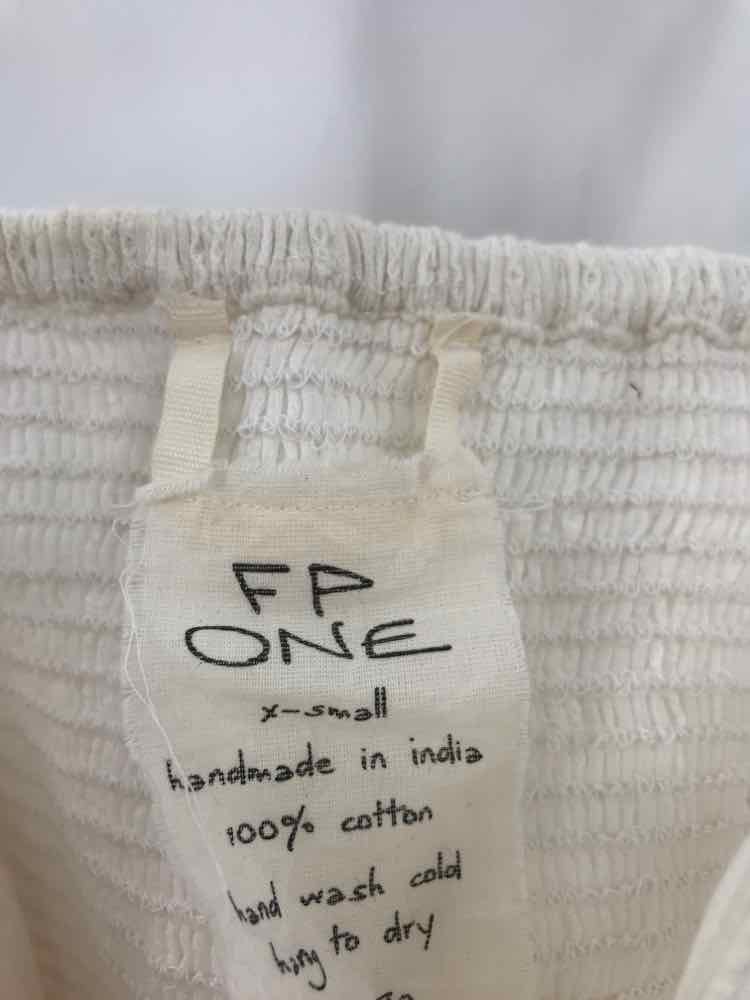 FP
ONE
x-small
handmade in india
100% cotton
hand wash cold
hang to dry